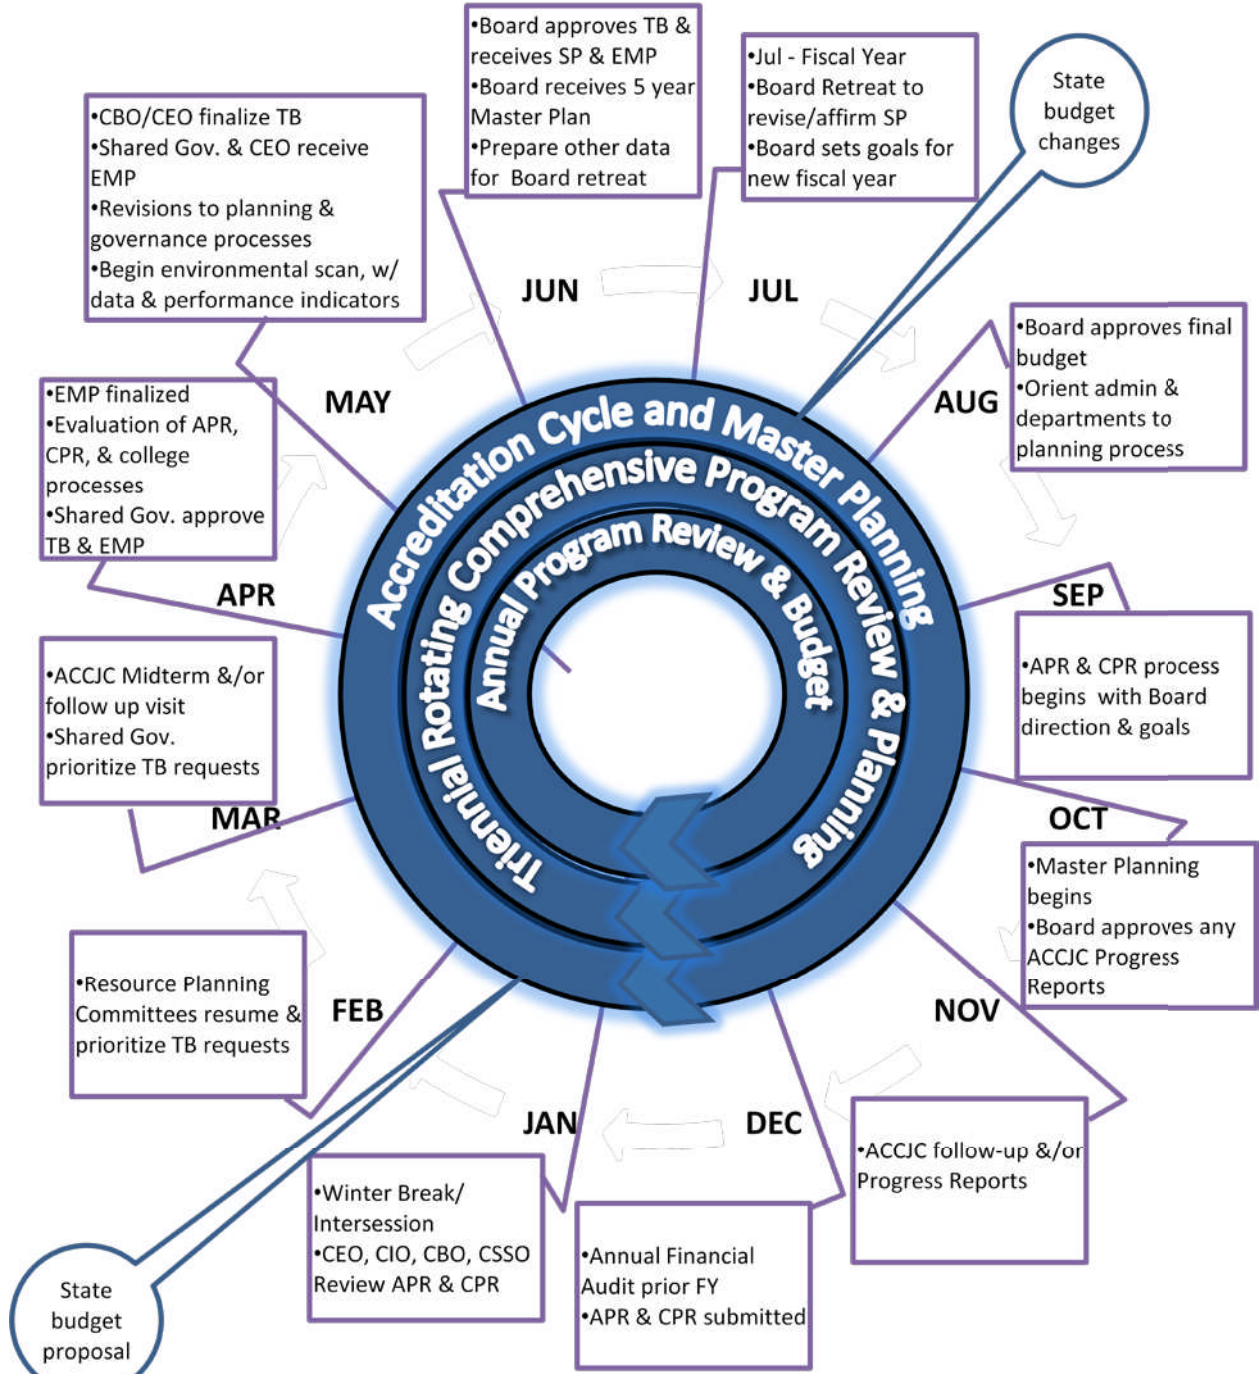 •Board approves TB &
receives SP & EMP
•Board receives 5 year
Master Plan
•Prepare other data
for Board retreat
•Jul - Fiscal Year
•Board Retreat to
revise/affirm SP
•Board sets goals for
new fiscal year
State
budget
changes
•CBO/CEO finalize TB
•Shared Gov. & CEO receive
EMP
•Revisions to planning &
governance processes
•Begin environmental scan, w/
data & performance indicators
JUN
JUL
MAY
AUG
•Board approves final
budget
•Orient admin &
departments to
planning process
•EMP finalized
•Evaluation of APR,
CPR, & college
processes
•Shared Gov. approve
TB & EMP
Accreditation Cycle and Master Planning
Triennial Rotating Comprehensive Program Review & Planning
Annual Program Review & Budget
APR
SEP
•APR & CPR process
begins with Board
direction & goals
•ACCJC Midterm &/or
follow up visit
•Shared Gov.
prioritize TB requests
MAR
OCT
•Master Planning
begins
•Board approves any
ACCJC Progress
Reports
•Resource Planning
Committees resume &
prioritize TB requests
FEB
NOV
JAN
DEC
•ACCJC follow-up &/or
Progress Reports
•Winter Break/
Intersession
•CEO, CIO, CBO, CSSO
Review APR & CPR
•Annual Financial
Audit prior FY
•APR & CPR submitted
State
budget
proposal